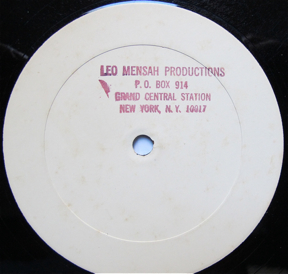 LEO MENSAH PRODUCTIONS
P.O. BOX 914
GRAND CENTRAL STATION
NEW YORK, N.Y. 10017